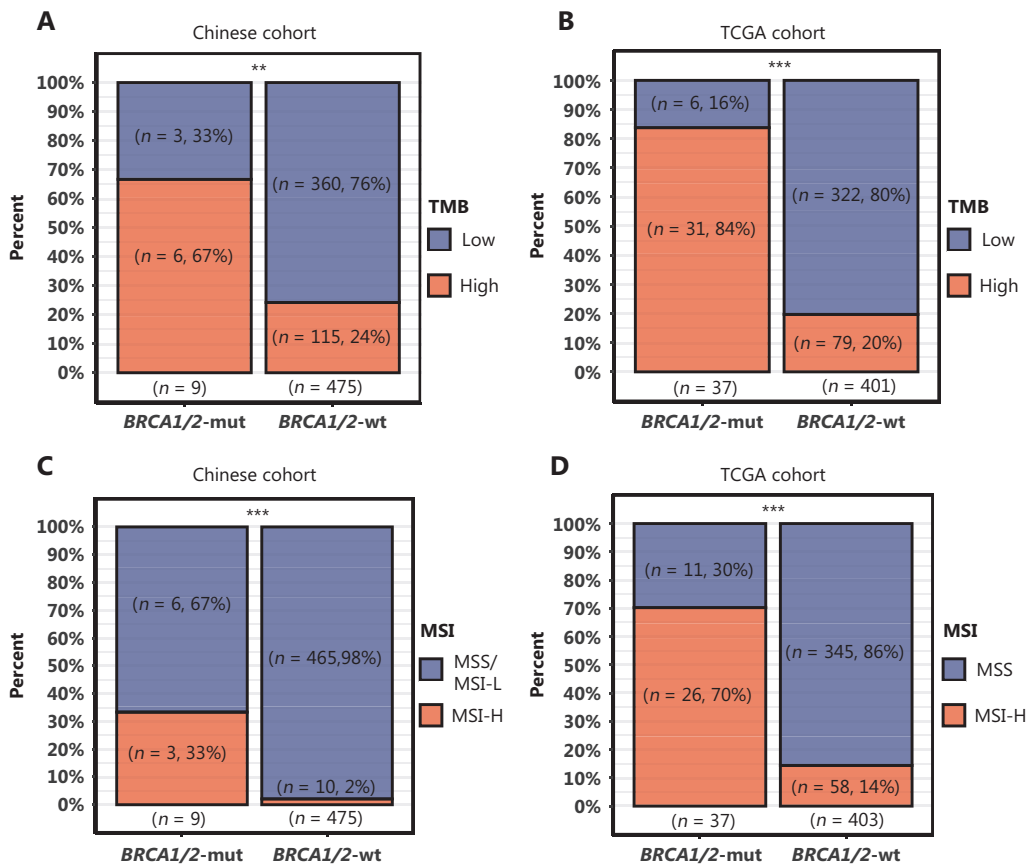 A
Chinese cohort
**
100%
90%
80%
70%
60%
50%
40%
30%
20%
10%
0%
Percent
(n = 3, 33%)
(n = 6, 67%)
(n = 360, 76%)
(n = 115, 24%)
(n = 9)
(n = 475)
BRCA1/2-mut
BRCA1/2-wt
TMB
Low
High
B
TCGA cohort
***
100%
90%
80%
70%
60%
50%
40%
30%
20%
10%
0%
Percent
(n = 6, 16%)
(n = 31, 84%)
(n = 322, 80%)
(n = 79, 20%)
(n = 37)
(n = 401)
BRCA1/2-mut
BRCA1/2-wt
TMB
Low
High
C
Chinese cohort
***
100%
90%
80%
70%
60%
50%
40%
30%
20%
10%
0%
Percent
(n = 6, 67%)
(n = 3, 33%)
(n = 465,98%)
(n = 10, 2%)
(n = 9)
(n = 475)
BRCA1/2-mut
BRCA1/2-wt
MSI
MSS/
MSI-L
MSI-H
D
TCGA cohort
***
100%
90%
80%
70%
60%
50%
40%
30%
20%
10%
0%
Percent
(n = 11, 30%)
(n = 26, 70%)
(n = 345, 86%)
(n = 58, 14%)
(n = 37)
(n = 403)
BRCA1/2-mut
BRCA1/2-wt
MSI
MSS
MSI-H